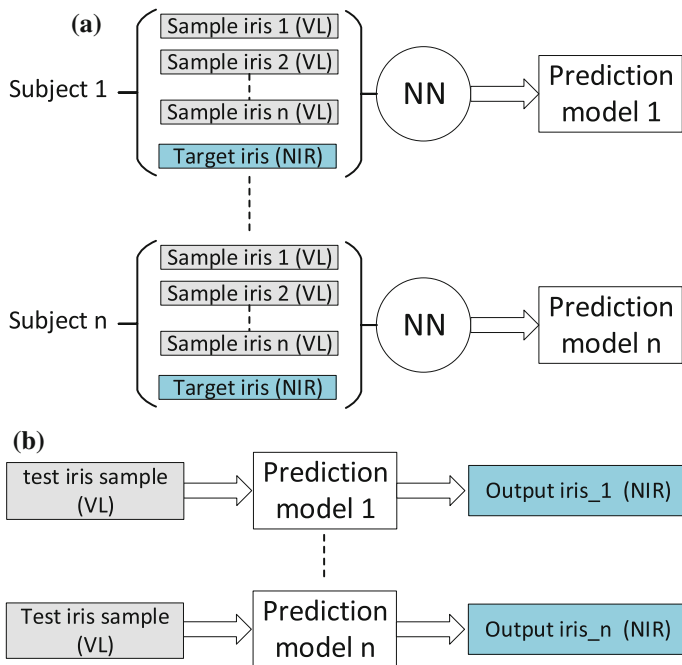 (a)
Subject 1
Sample iris 1 (VL)
Sample iris 2 (VL)
Sample iris n (VL)
Target iris (NIR)
NN
Prediction
model 1
Subject n
Sample iris 1 (VL)
Sample iris 2 (VL)
Sample iris n (VL)
Target iris (NIR)
NN
Prediction
model n
(b)
test iris sample
(VL)
Prediction
model 1
Output iris_1 (NIR)
Test iris sample
(VL)
Prediction
model n
Output iris_n (NIR)